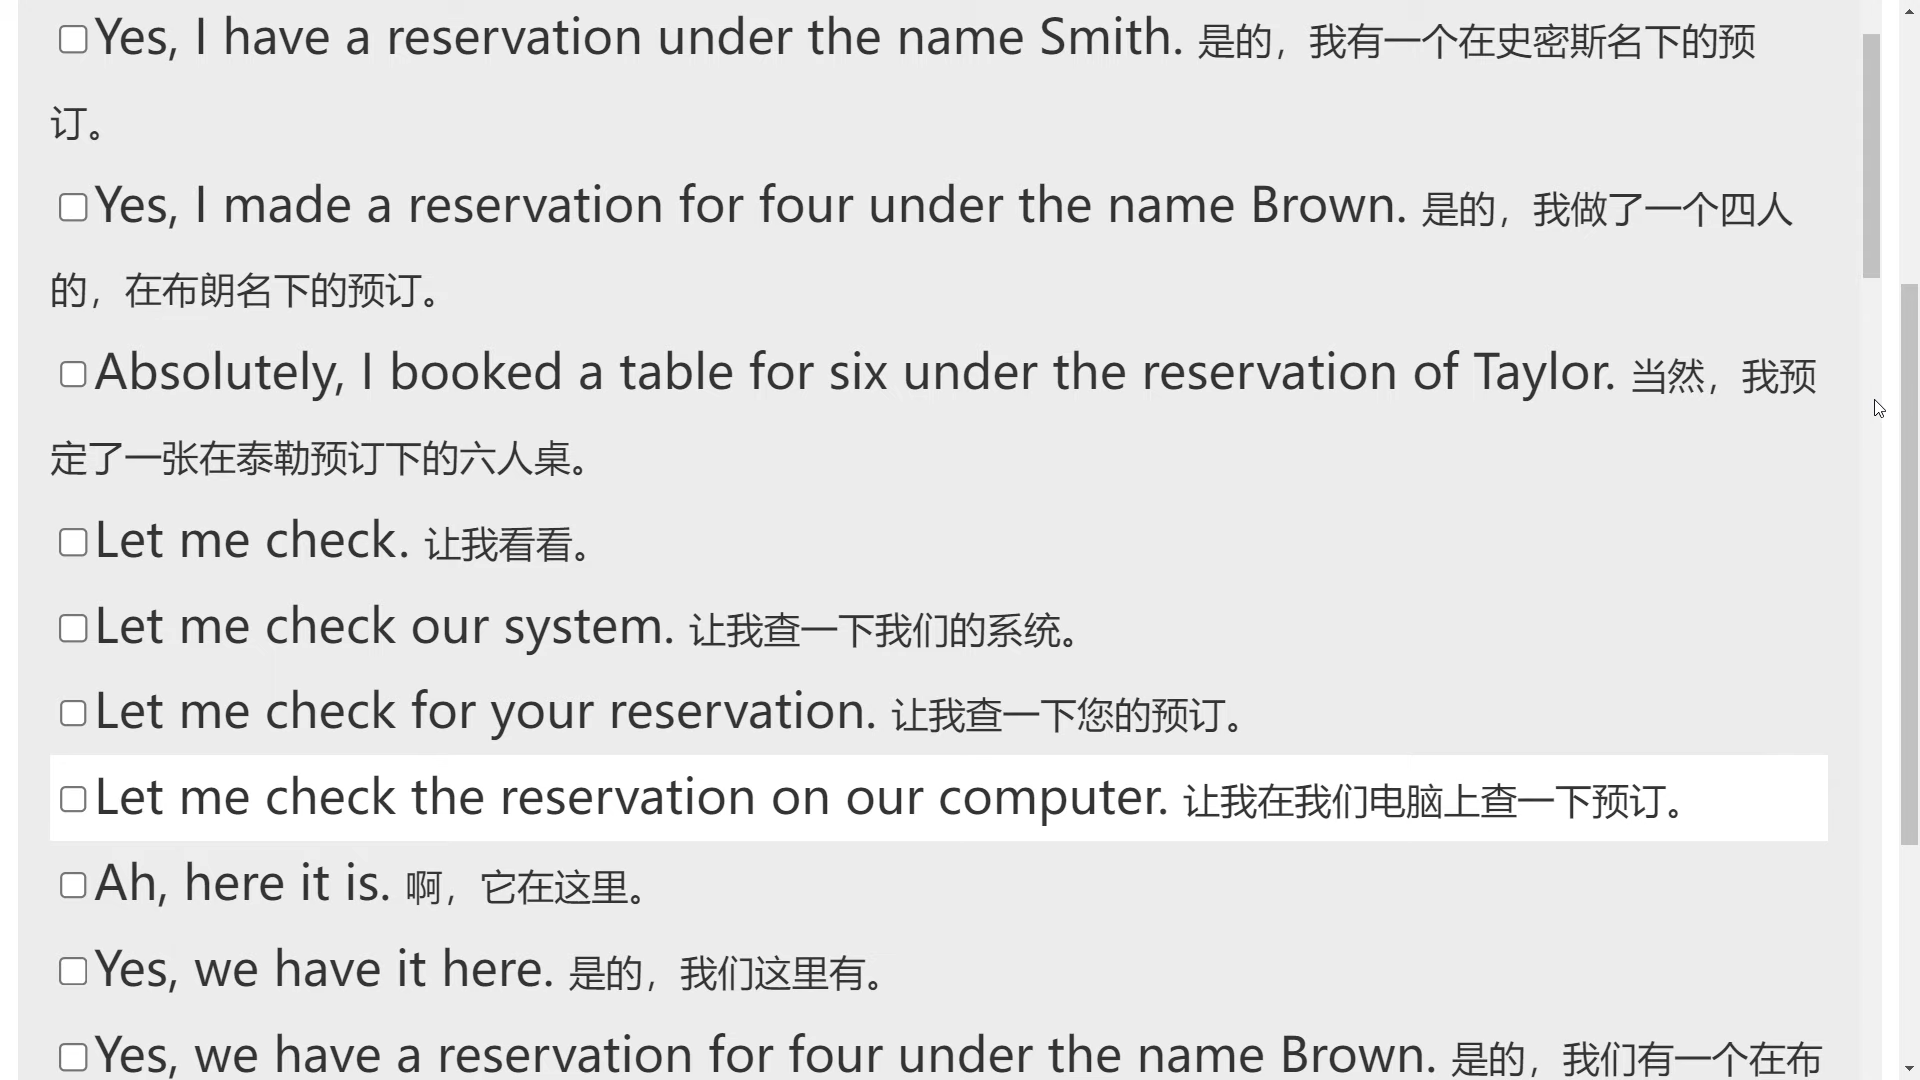 Yes, I have a reservation under the name Smith. 是的，我有一个在史密斯名下的预
订。
Yes, I made a reservation for four under the name Brown. 是的，我做了一个四人
的，在布朗名下的预订。
Absolutely, I booked a table for six under the reservation of Taylor. 当然，我预
定了一张在泰勒预订下的六人桌。
Let me check. 让我看看。
Let me check our system. 让我查一下我们的系统。
Let me check for your reservation. 让我查一下您的预订。
Let me check the reservation on our computer. 让我在我们电脑上查一下预订。
Ah, here it is. 啊，它在这里。
Yes, we have it here. 是的，我们这里有。
Yes, we have a reservation for four under the name Brown. 是的，我们有一个在布